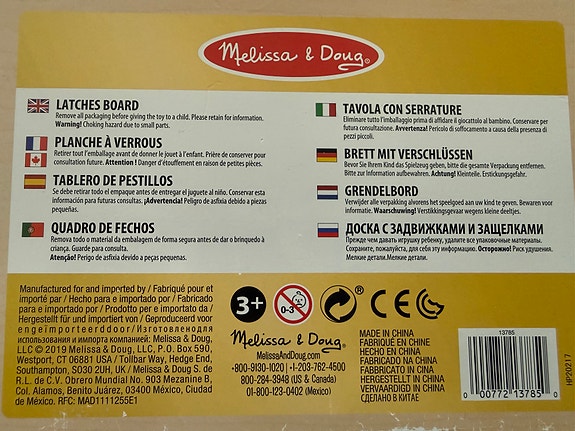 Melissa & Doug®
LATCHES BOARD
Remove all packaging before giving the toy to a child. Please retain for information.
Warning! Choking hazard due to small parts.
PLANCHE À VERROUS
Retirer tout l'emballage avant de donner le jouet à l'enfant. Prière de conserver pour
consultation future. Attention ! Danger d'étouffement en raison de petites pièces.
TABLERO DE PESTILLOS
Se debe retirar todo el empaque antes de entregar el juguete al niño. Conservar esta
información para futuras consultas. ¡Advertencia! Peligro de asfixia debido a piezas
pequeñas.
QUADRO DE FECHOS
Remova todo o material da embalagem de forma segura antes de dar o brinquedo à
criança. Guarde para consulta.
Atenção! Perigo de asfixia devido a peças pequenas.
TAVOLA CON SERRATURE
Eliminare tutto l'imballaggio prima di affidare il giocattolo al bambino. Conservare per
futura consultazione. Avvertenza! Pericolo di soffocamento a causa della presenza di
pezzi piccoli.
BRETT MIT VERSCHLÜSSEN
Bevor Sie Ihrem Kind das Spielzeug geben, bitte die gesamte Verpackung entfernen.
Bitte zur Information aufbewahren. Achtung! Kleinteile. Erstickungsgefahr.
GRENDELBORD
Verwijder alle verpakking alvorens het speelgoed aan uw kind te geven. Bewaren voor
informatie. Waarschuwing! Verstikkingsgevaar wegens kleine deeltjes.
ДОСКА С ЗАДВИЖКАМИ И ЗАЩЕЛКАМИ
Прежде чем давать игрушку ребенку, удалите все упаковочные материалы.
Сохраните, пожалуйста, для себя эту информацию. Осторожно! Риск удушения.
Мелкие детали.Мелкие детали.
Manufactured for and imported by / Fabriqué pour et
importé par / Hecho para e importado por / Fabricado
para e importado por / Prodotto per e importato da /
Hergestellt für und importiert von / Geproduceerd voor en
geïmporteerd door / Изготовлено для
использования и импорта компанией Melissa & Doug,
LLC © 2019 Melissa & Doug, LLC, P.O. Box 590,
Westport, CT 06881 USA / Tollbar Way, Hedge End,
Southampton, SO30 2UH, UK / Melissa & Doug S. de
R.L. de C.V. Obrero Mundial No. 903 Mezanine B,
Col. Alamos, Benito Juárez, 03400 México, Ciudad
de México. RFC: MAD1111255E1
3+
0-3
®
CE
Melissa & Doug®
MelissaAndDoug.com
+800-9130-1020 | +1-203-762-4500
800-284-3948 (US & Canada)
01-800-123-0402 (Mexico)
MADE IN CHINA
FABRIQUÉ EN CHINE
HECHO EN CHINA
FABRICADO NA CHINA
FABBRICATO IN CINA
HERGESTELLT IN CHINA
VERVAARDIGD IN CHINA
СДЕЛАНО В КИТАЕ
13785
0 00772 13785 0
HP20217